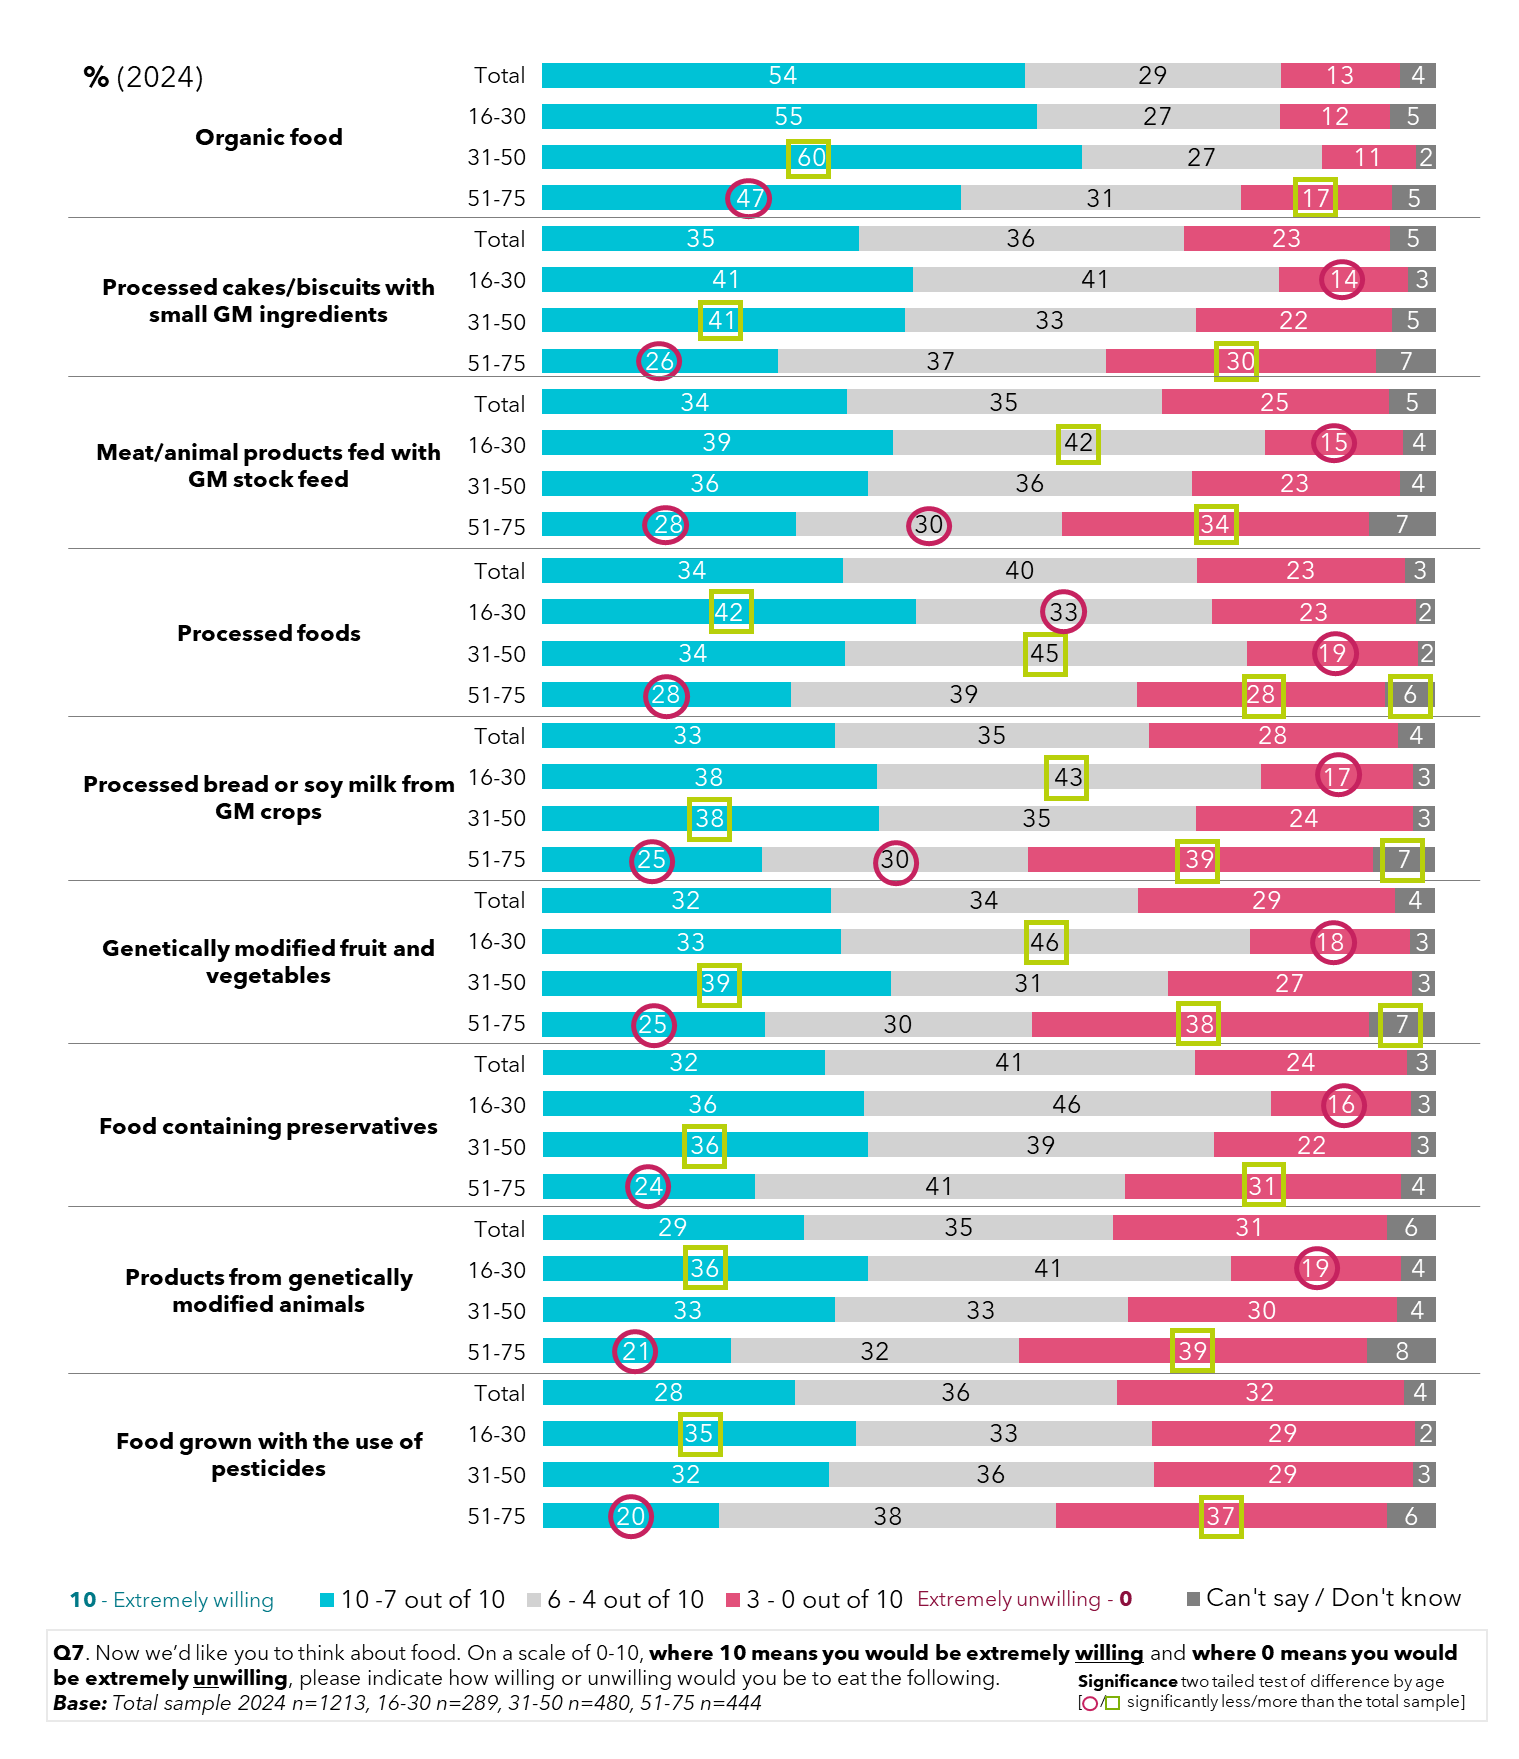 % (2024)
Total 54 29 13 4
16-30 55 27 12 5
Organic food
31-50 60 27 11 2
51-75 47 31 17 5
Total 35 36 23 5
16-30 41 41 14 3
Processed cakes/biscuits with
small GM ingredients
31-50 41 33 22 5
51-75 26 37 30 7
Total 34 35 25 5
16-30 39 42 15 4
Meat/animal products fed with
GM stock feed
31-50 36 36 23 4
51-75 28 30 34 7
Total 34 40 23 3
16-30 42 33 23 2
Processed foods
31-50 34 45 19 2
51-75 28 39 28 6
Total 33 35 28 4
16-30 38 43 17 3
Processed bread or soy milk from
GM crops
31-50 38 35 24 3
51-75 25 30 39 7
Total 32 34 29 4
16-30 33 46 18 3
Genetically modified fruit and
vegetables
31-50 39 31 27 3
51-75 25 30 38 7
Total 32 41 24 3
16-30 36 46 16 3
Food containing preservatives
31-50 36 39 22 3
51-75 24 41 31 4
Total 29 35 31 6
16-30 36 41 19 4
Products from genetically
modified animals
31-50 33 33 30 4
51-75 21 32 39 8
Total 28 36 32 4
16-30 35 33 29 2
Food grown with the use of
pesticides
31-50 32 36 29 3
51-75 20 38 37 6
10 - Extremely willing 10 -7 out of 10 6 - 4 out of 10 3 - 0 out of 10 Extremely unwilling - 0 Can't say / Don't know
Q7. Now we’d like you to think about food. On a scale of 0-10, where 10 means you would be extremely willing and where 0 means you would
be extremely unwilling, please indicate how willing or unwilling would you be to eat the following.
Base: Total sample 2024 n=1213, 16-30 n=289, 31-50 n=480, 51-75 n=444
Significance two tailed test of difference by age
[ / significantly less/more than the total sample]